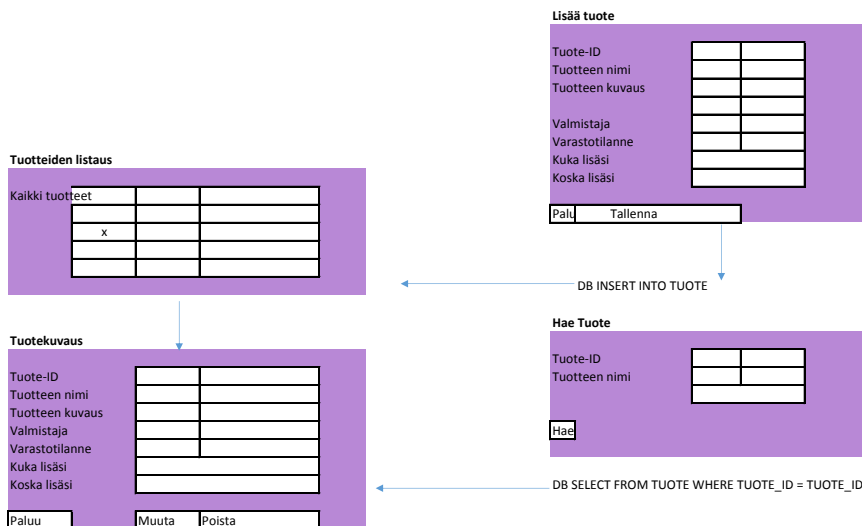 Lisää tuote
Tuote-ID
Tuotteen nimi
Tuotteen kuvaus
Valmistaja
Varastotilanne
Kuka lisäsi
Koska lisäsi
Palu Tallenna
Tuotteiden listaus
Kaikki tuotteet
x
DB INSERT INTO TUOTE
Hae Tuote
Tuote-ID
Tuotteen nimi
Hae
DB SELECT FROM TUOTE WHERE TUOTE_ID = TUOTE_ID
Tuotekuvaus
Tuote-ID
Tuotteen nimi
Tuotteen kuvaus
Valmistaja
Varastotilanne
Kuka lisäsi
Koska lisäsi
Paluu Muuta Poista